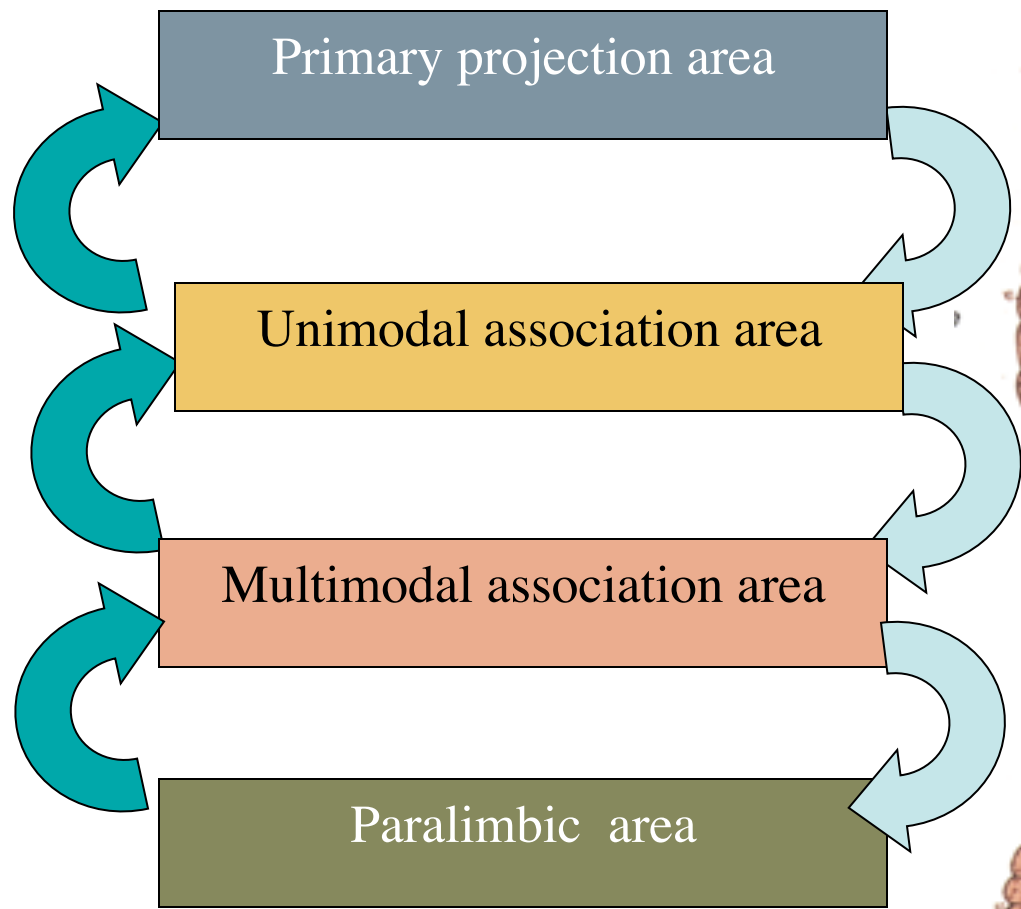 Primary projection area
Unimodal association area
Multimodal association area
Paralimbic  area